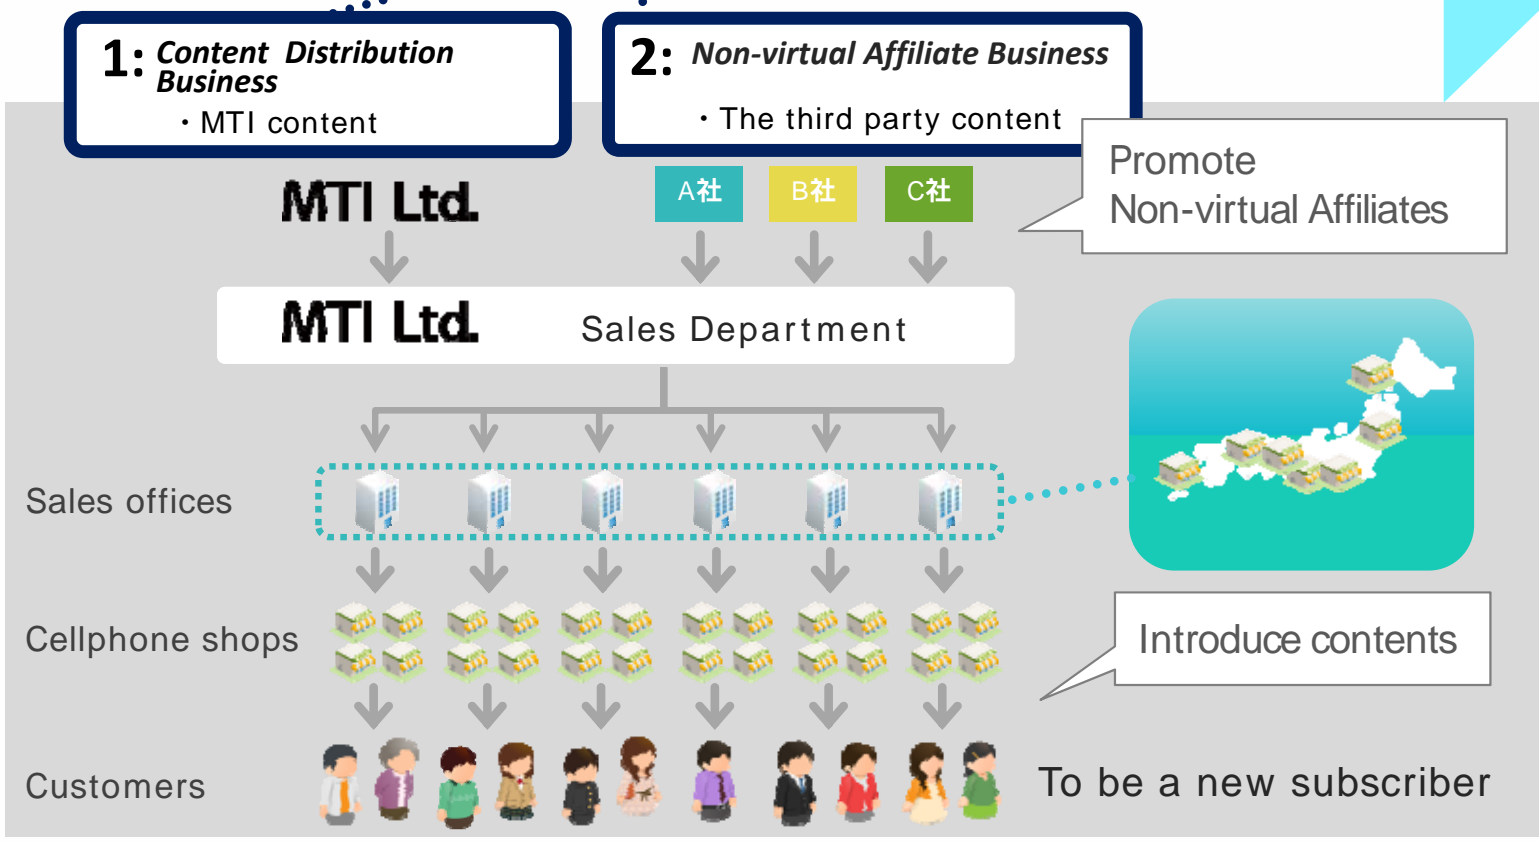 1: Content Distribution
Business
・MTI content
2: Non-virtual Affiliate Business
・The third party content
Promote
Non-virtual Affiliates
MTI Ltd.
A社
B社
C社
MTI Ltd. Sales Department
Sales offices
Cellphone shops
Introduce contents
Customers
To be a new subscriber